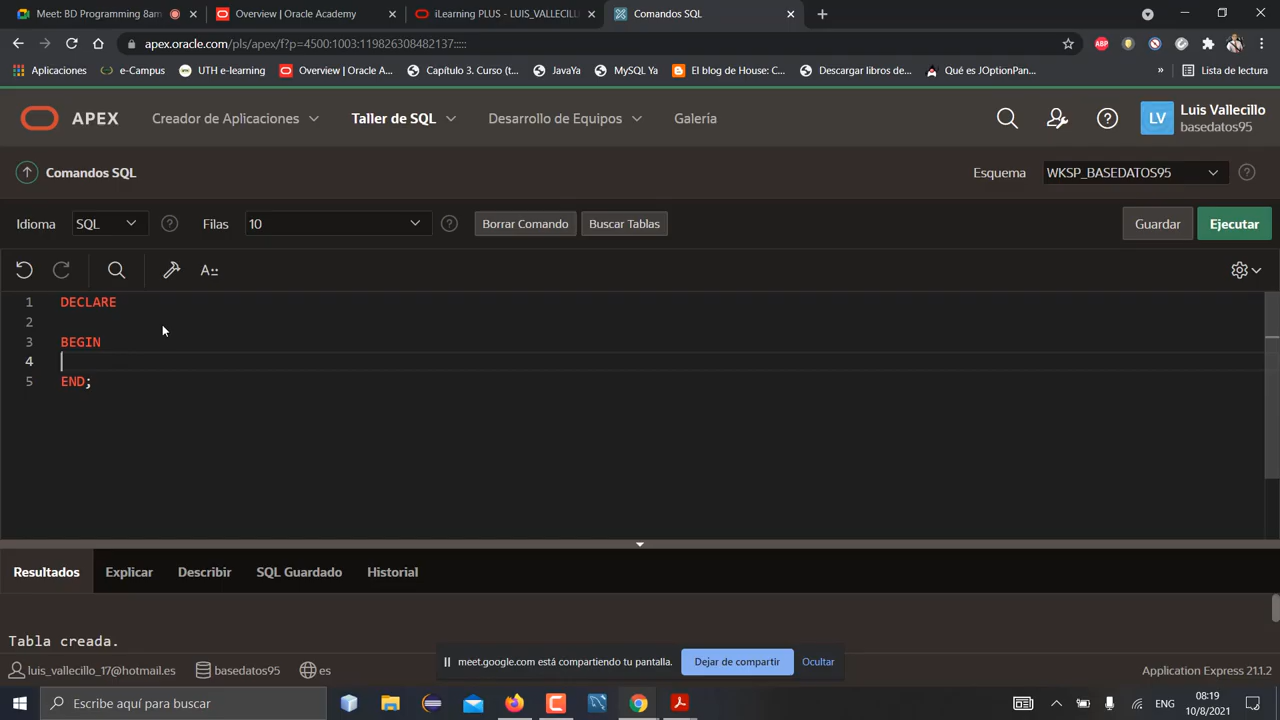 Meet: BD Programming 8am
Overview | Oracle Academy
iLearning PLUS - LUIS_VALLECILL
Comandos SQL
apex.oracle.com/pls/apex/f?p=4500:1003:119826308482137:::::
ABP
Aplicaciones
e-Campus
UTH e-learning
Overview | Oracle A...
Capítulo 3. Curso (t...
JavaYa
MySQL Ya
El blog de House: C...
Descargar libros de...
Qué es JOptionPan...
»
Lista de lectura
APEX
Creador de Aplicaciones
Taller de SQL
Desarrollo de Equipos
Galería
LV
Luis Vallecillo
basedatos95
Comandos SQL
Esquema
WKSP_BASEDATOS95
Idioma
SQL
Filas
10
Borrar Comando
Buscar Tablas
Guardar
Ejecutar
1 DECLARE
2
3 BEGIN
4
5 END;
Resultados
Explicar
Describir
SQL Guardado
Historial
Tabla creada.
luis_vallecillo_17@hotmail.es
basedatos95
es
meet.google.com está compartiendo tu pantalla.
Dejar de compartir
Ocultar
Application Express 21.1.2
Escribe aquí para buscar
ENG
08:19
10/8/2021